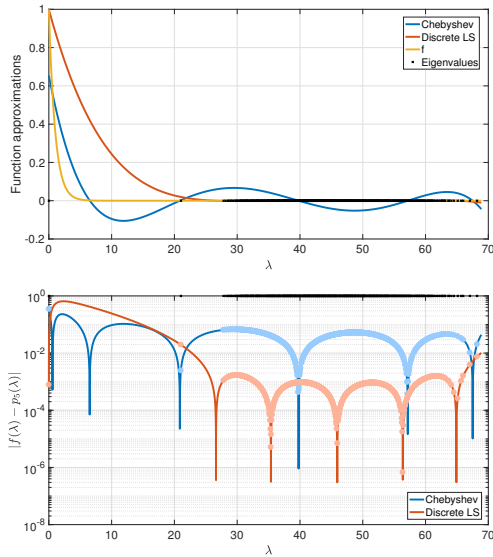 1
0.8
0.6
0.4
0.2
0
-0.2
Function approximations
0 10 20 30 40 50 60 70
λ
Chebyshev
Discrete LS
f
Eigenvalues
10^0
10^-2
10^-4
10^-6
10^-8
|f(λ) − p_5(λ)|
0 10 20 30 40 50 60 70
λ
Chebyshev
Discrete LS